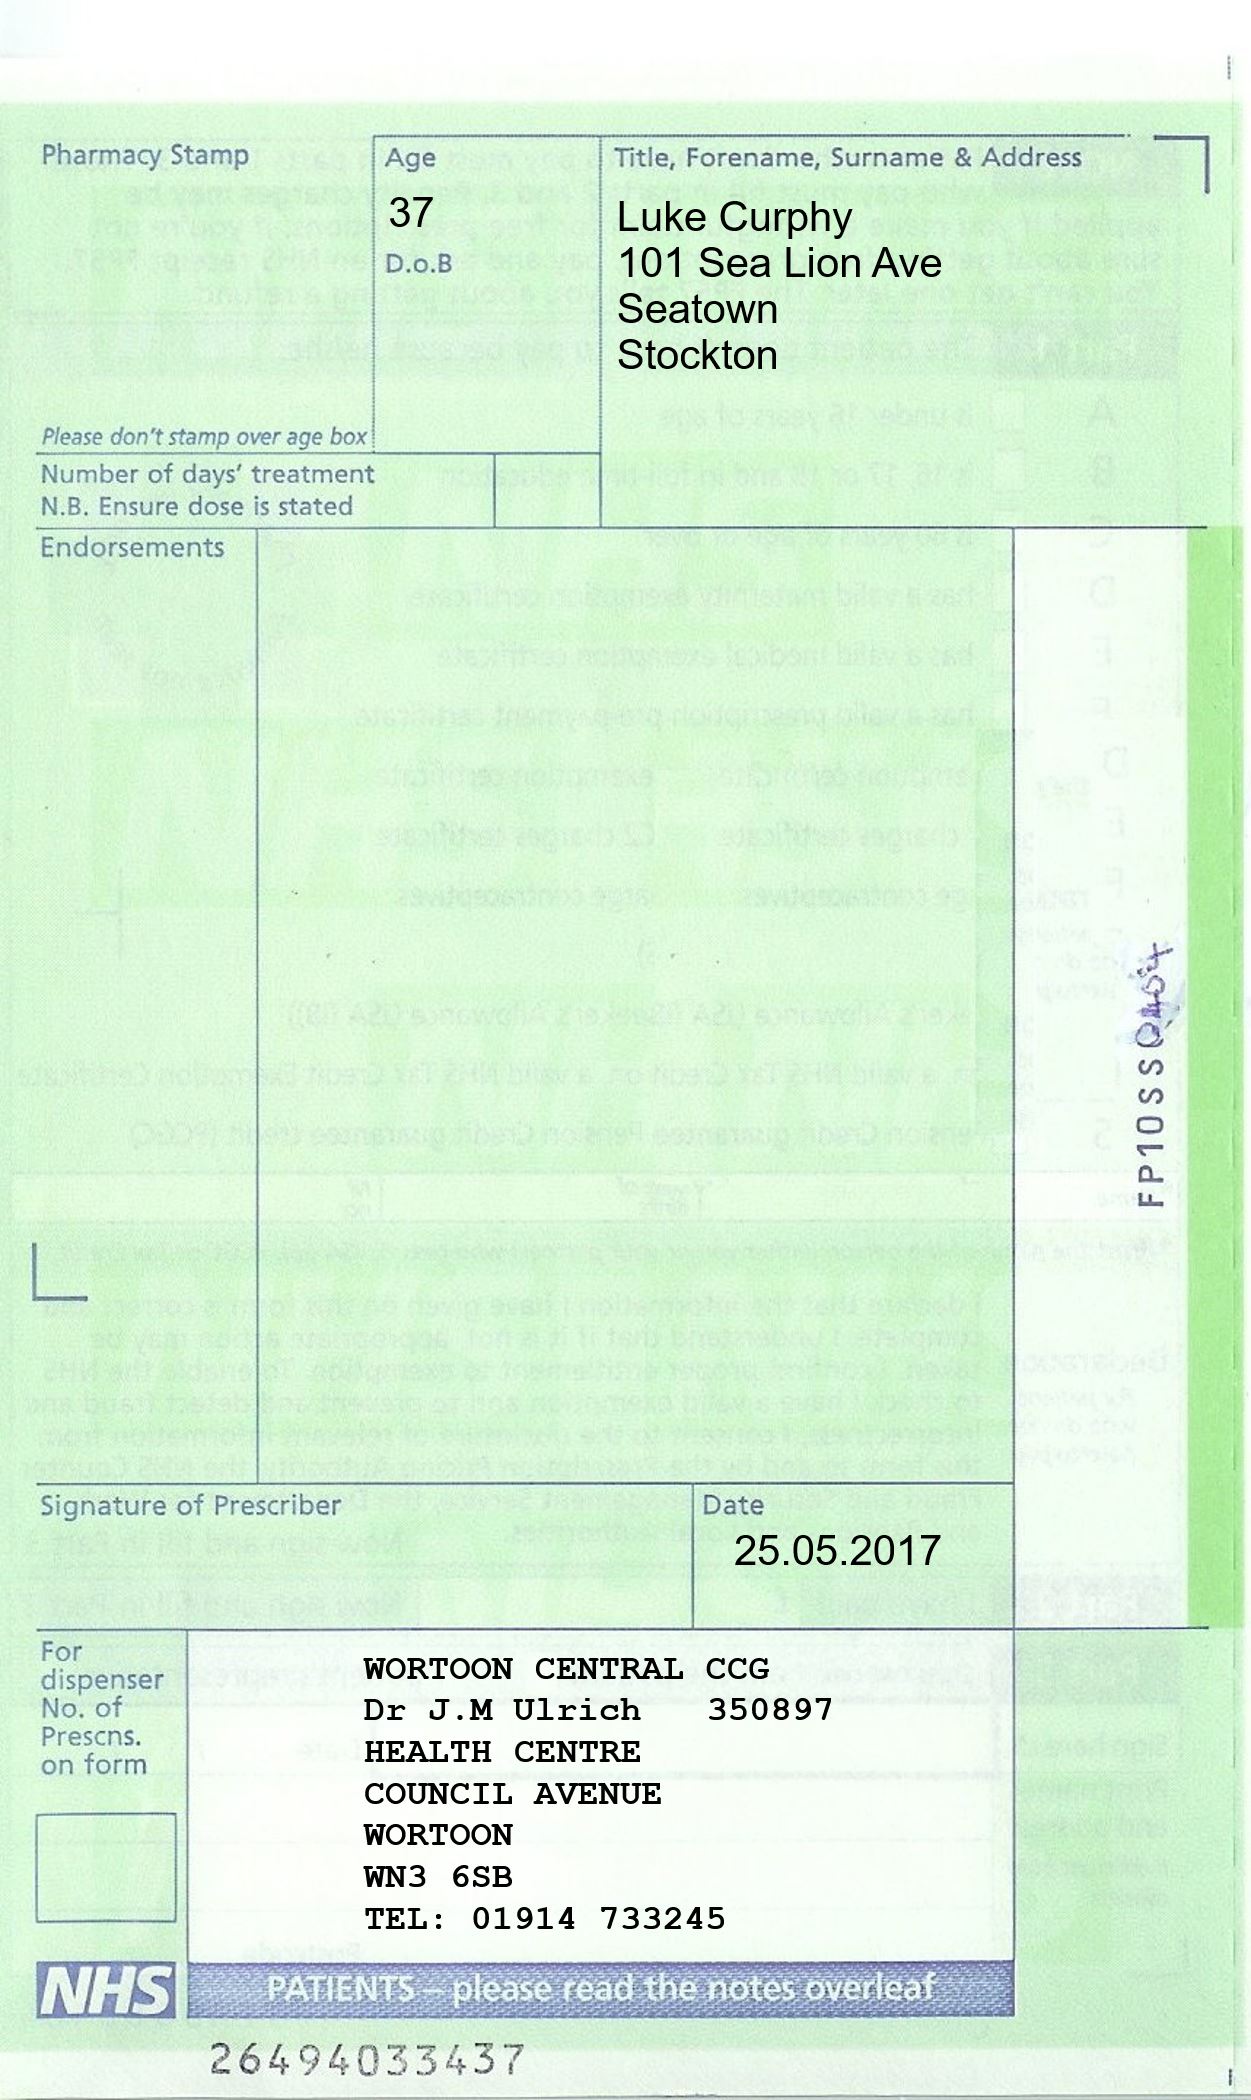 Pharmacy Stamp
Age
37
D.o.B
Title, Forename, Surname & Address
Luke Curphy
101 Sea Lion Ave
Seatown
Stockton
Please don't stamp over age box
Number of days' treatment
N.B. Ensure dose is stated
Endorsements
FP10SS
Signature of Prescriber
Date
25.05.2017
For
dispenser
No. of
Prescns.
on form
WORTOON CENTRAL CCG
Dr J.M Ulrich 350897
HEALTH CENTRE
COUNCIL AVENUE
WORTOON
WN3 6SB
TEL: 01914 733245
NHS
PATIENTS – please read the notes overleaf
26494033437